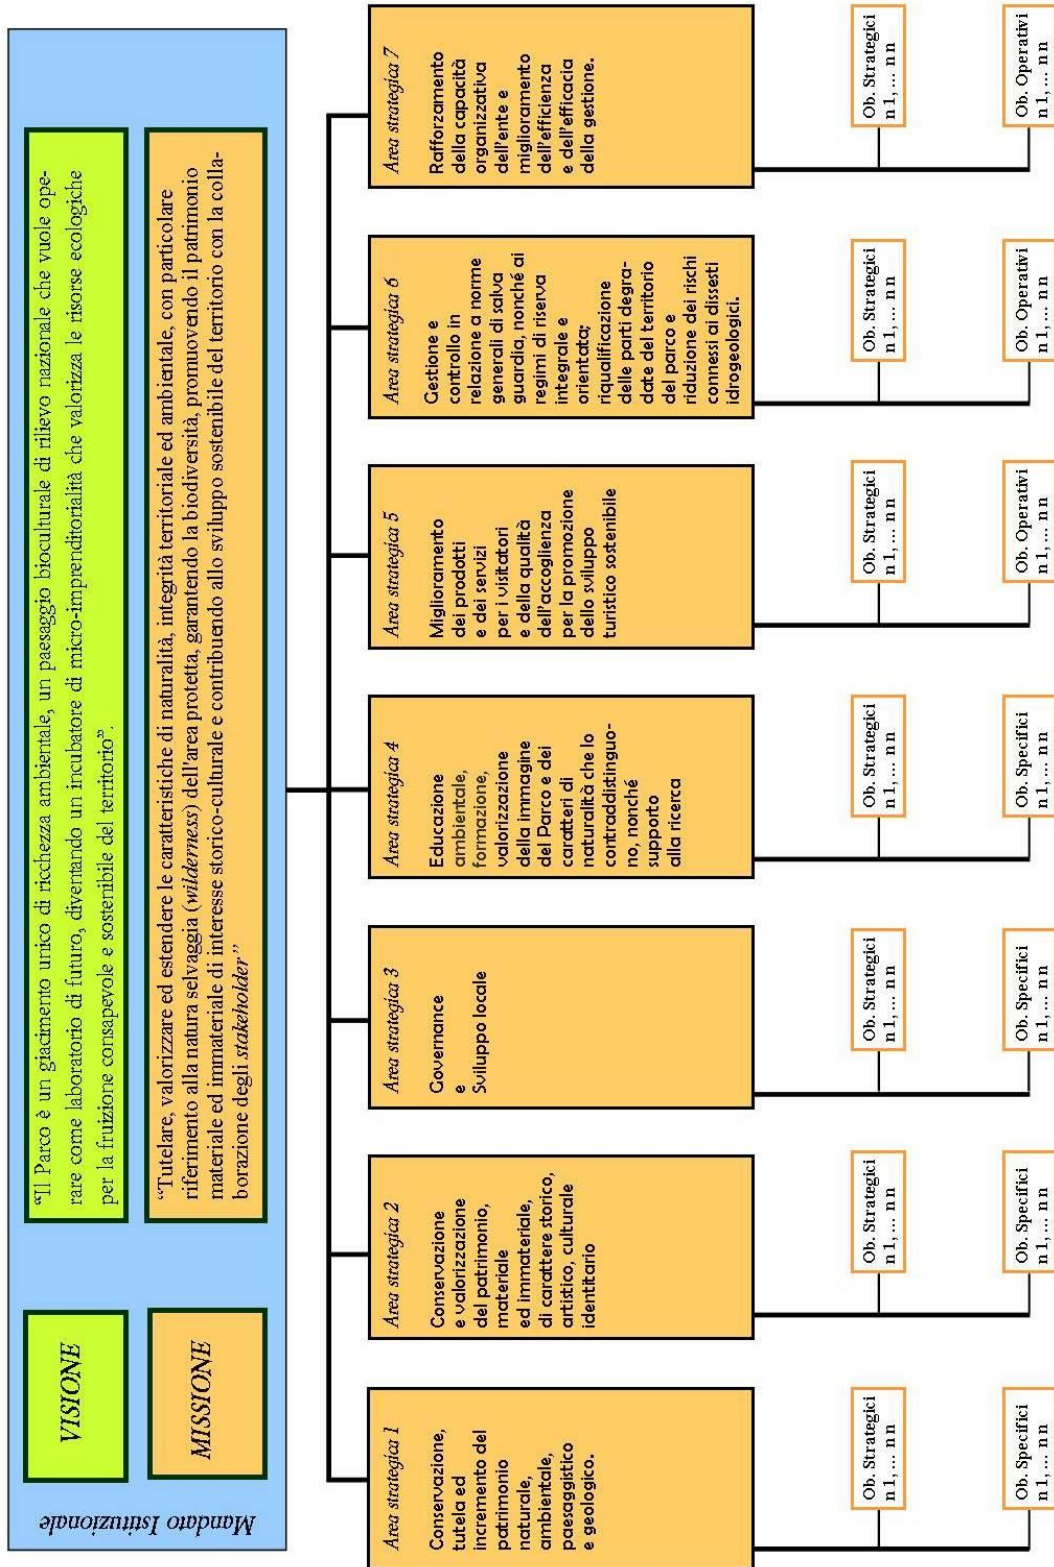 Mandato Istituzionale
VISIONE
“Il Parco è un giacimento unico di ricchezza ambientale, un paesaggio bioculturale di rilievo nazionale che vuole ope-
rare come laboratorio di futuro, diventando un incubatore di micro-imprenditorialità che valorizza le risorse ecologiche
per la fruizione consapevole e sostenibile del territorio”.
MISSIONE
“Tutelare, valorizzare ed estendere le caratteristiche di naturalità, integrità territoriale ed ambientale, con particolare
riferimento alla natura selvaggia (wilderness) dell'area protetta, garantendo la biodiversità, promuovendo il patrimonio
materiale ed immateriale di interesse storico-culturale e contribuendo allo sviluppo sostenibile del territorio con la colla-
borazione degli stakeholder”
Area strategica 1
Conservazione,
tutela ed
incremento del
patrimonio
naturale,
ambientale,
paesaggistico
e geologico.
Ob. Strategici
n 1, ... n n
Ob. Specifici
n 1, ... n n
Area strategica 2
Conservazione
e valorizzazione
del patrimonio,
materiale
ed immateriale,
di carattere storico,
artistico, culturale
identitario
Ob. Strategici
n 1, ... n n
Ob. Specifici
n 1, ... n n
Area strategica 3
Governance
e
Sviluppo locale
Ob. Strategici
n 1, ... n n
Ob. Specifici
n 1, ... n n
Area strategica 4
Educazione
ambientale,
formazione,
valorizzazione
della immagine
del Parco e dei
caratteri di
naturalità che lo
contraddistinguo-
no, nonché
supporto
alla ricerca
Ob. Strategici
n 1, ... n n
Ob. Specifici
n 1, ... n n
Area strategica 5
Miglioramento
dei prodotti
e dei servizi
per i visitatori
e della qualità
dell'accoglienza
per la promozione
dello sviluppo
turistico sostenibile
Ob. Strategici
n 1, ... n n
Ob. Operativi
n 1, ... n n
Area strategica 6
Gestione e
controllo in
relazione a norme
generali di salva
guardia, nonché ai
regimi di riserva
integrale e
orientata;
riqualificazione
delle parti degra-
date del territorio
del parco e
riduzione dei rischi
connessi ai dissesti
idrogeologici.
Ob. Strategici
n 1, ... n n
Ob. Operativi
n 1, ... n n
Area strategica 7
Rafforzamento
della capacità
organizzativa
dell'ente e
miglioramento
dell'efficienza
e dell'efficacia
della gestione.
Ob. Strategici
n 1, ... n n
Ob. Operativi
n 1, ... n n